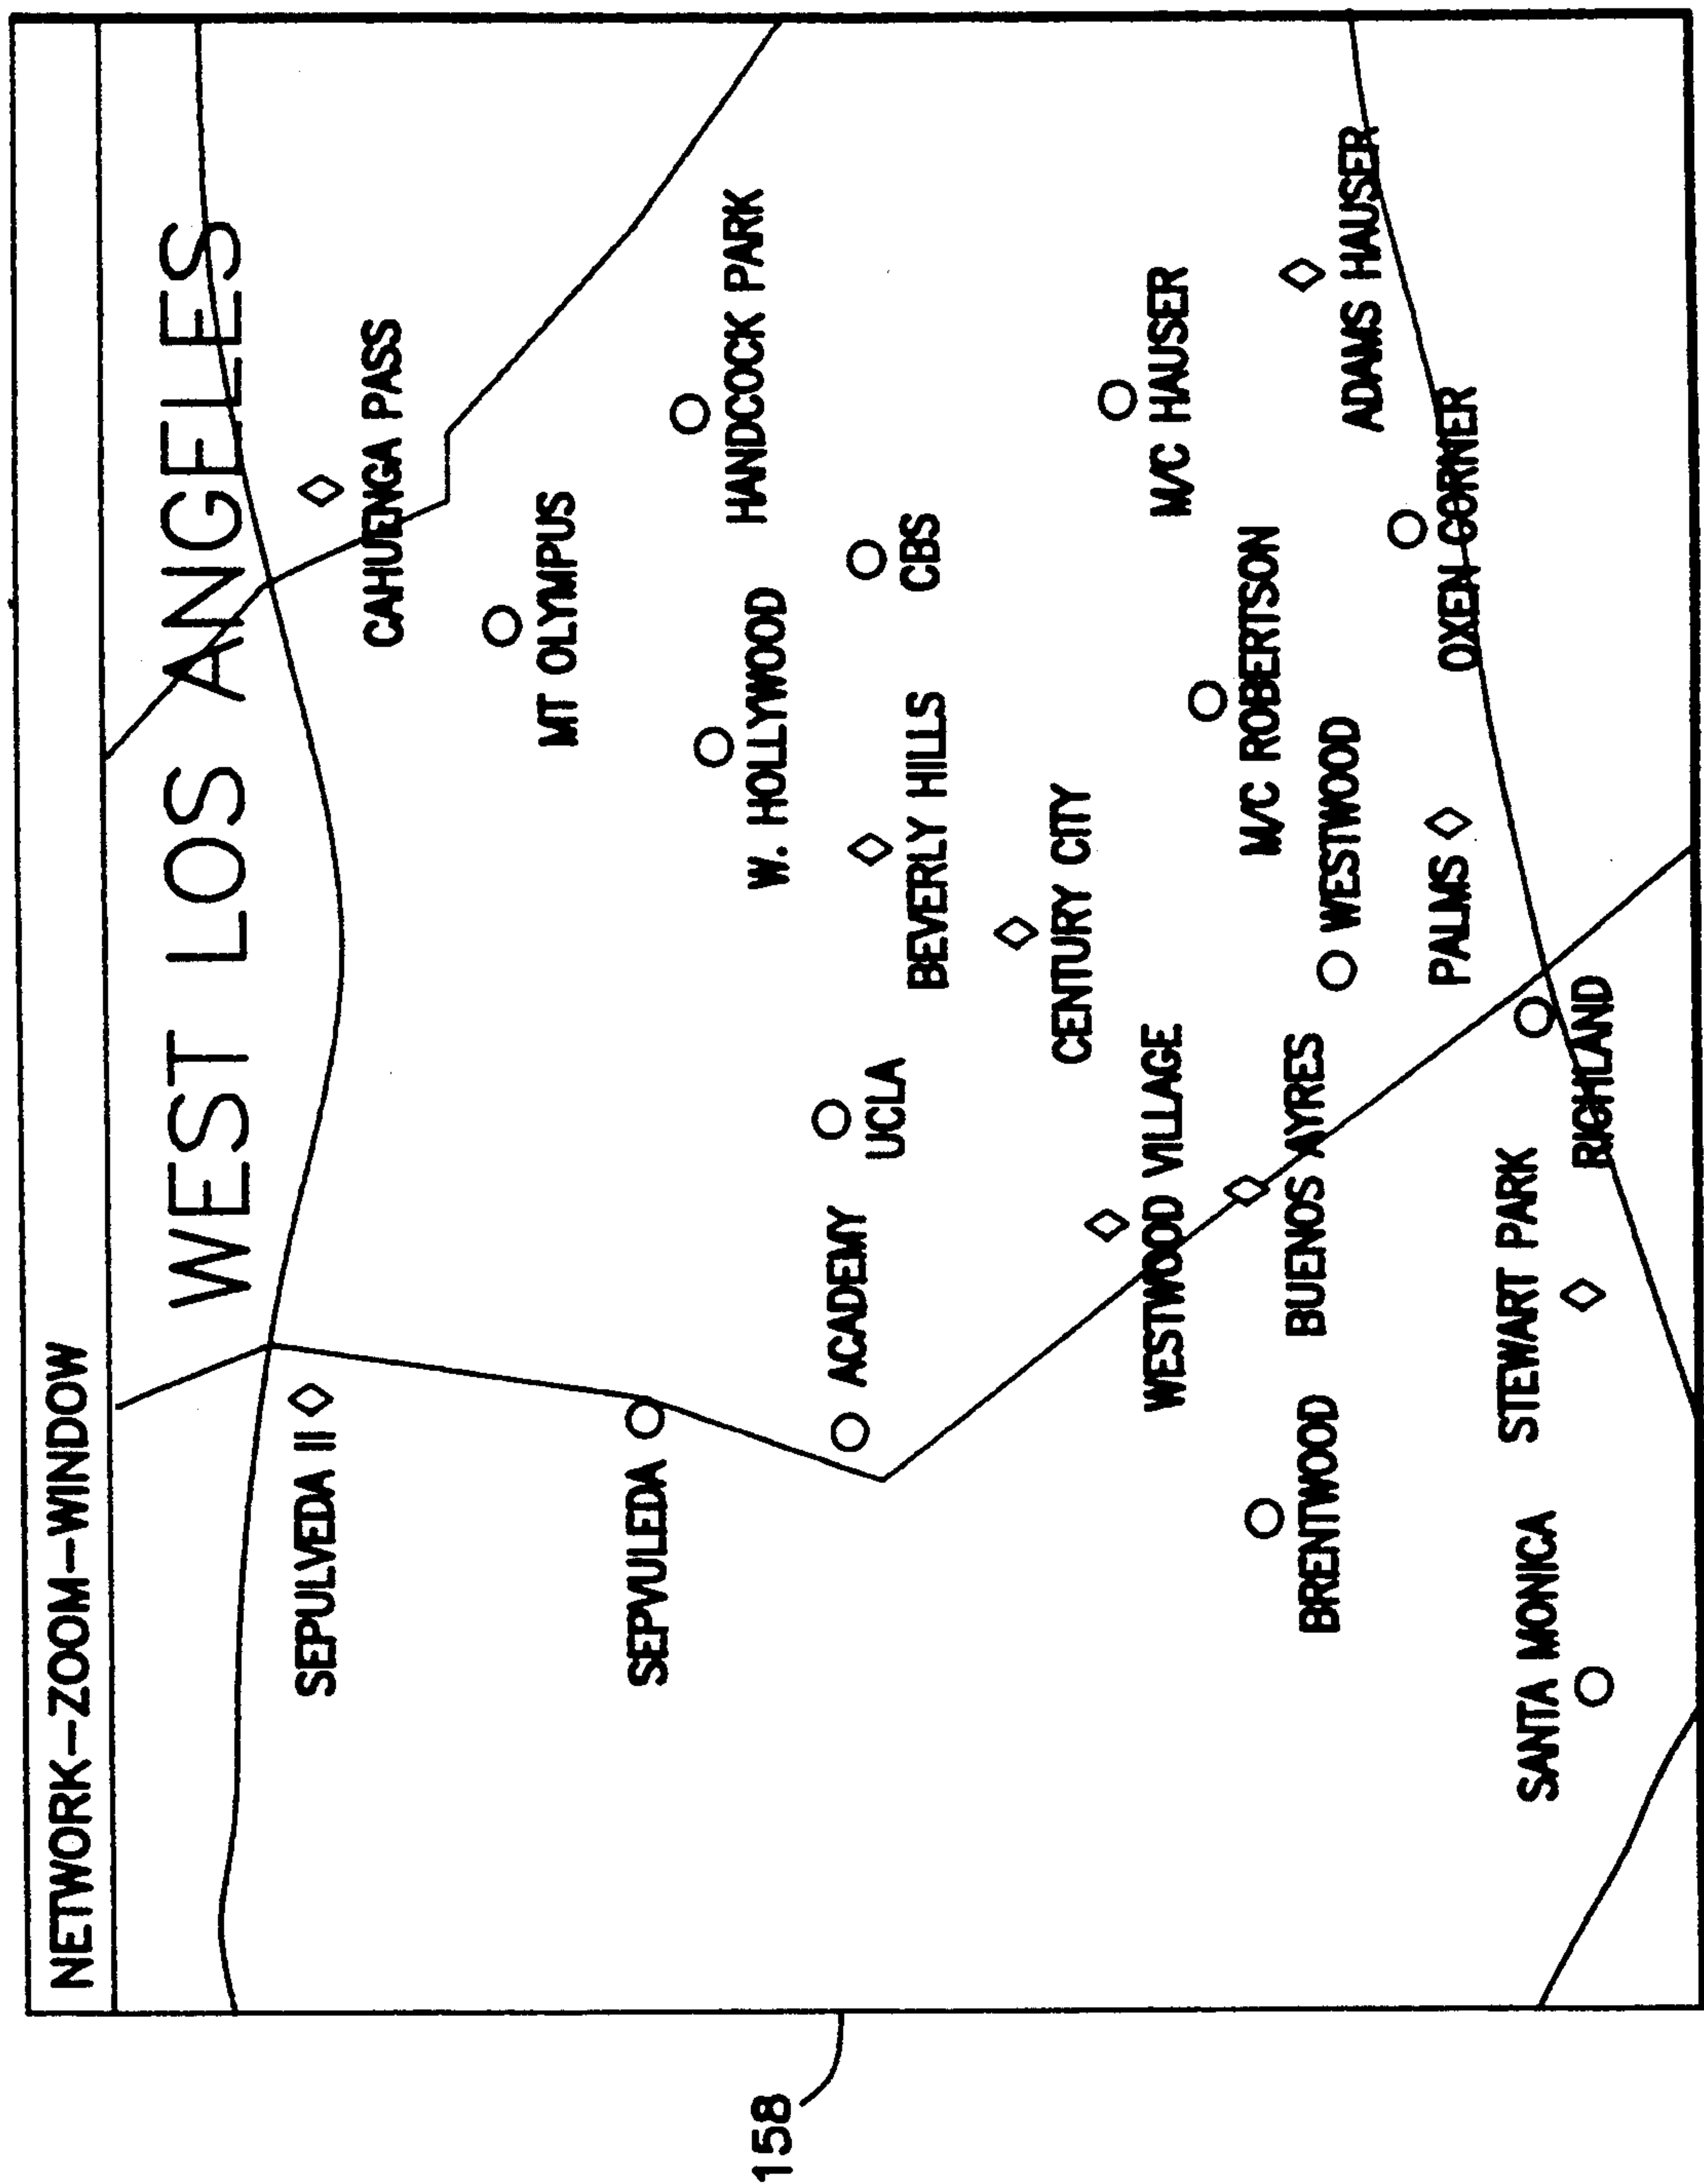 NETWORK-ZOOM-WINDOW
WEST LOS ANGELES
SEPULVEDA II
CAHUENGA PASS
MT OLYMPUS
SEPVULEDA
HANDCOCK PARK
W. HOLLYWOOD
ACADEMY
UCLA
CBS
BEVERLY HILLS
CENTURY CITY
WESTWOOD VILLAGE
M/C HAUSER
M/C ROBERTSON
BUENOS AYRES
BRENTWOOD
WESTWOOD
ADAMS HAUSER
PALMS
OXEN CORNER
STEWART PARK
SANTA MONICA
RIGHLAND
158